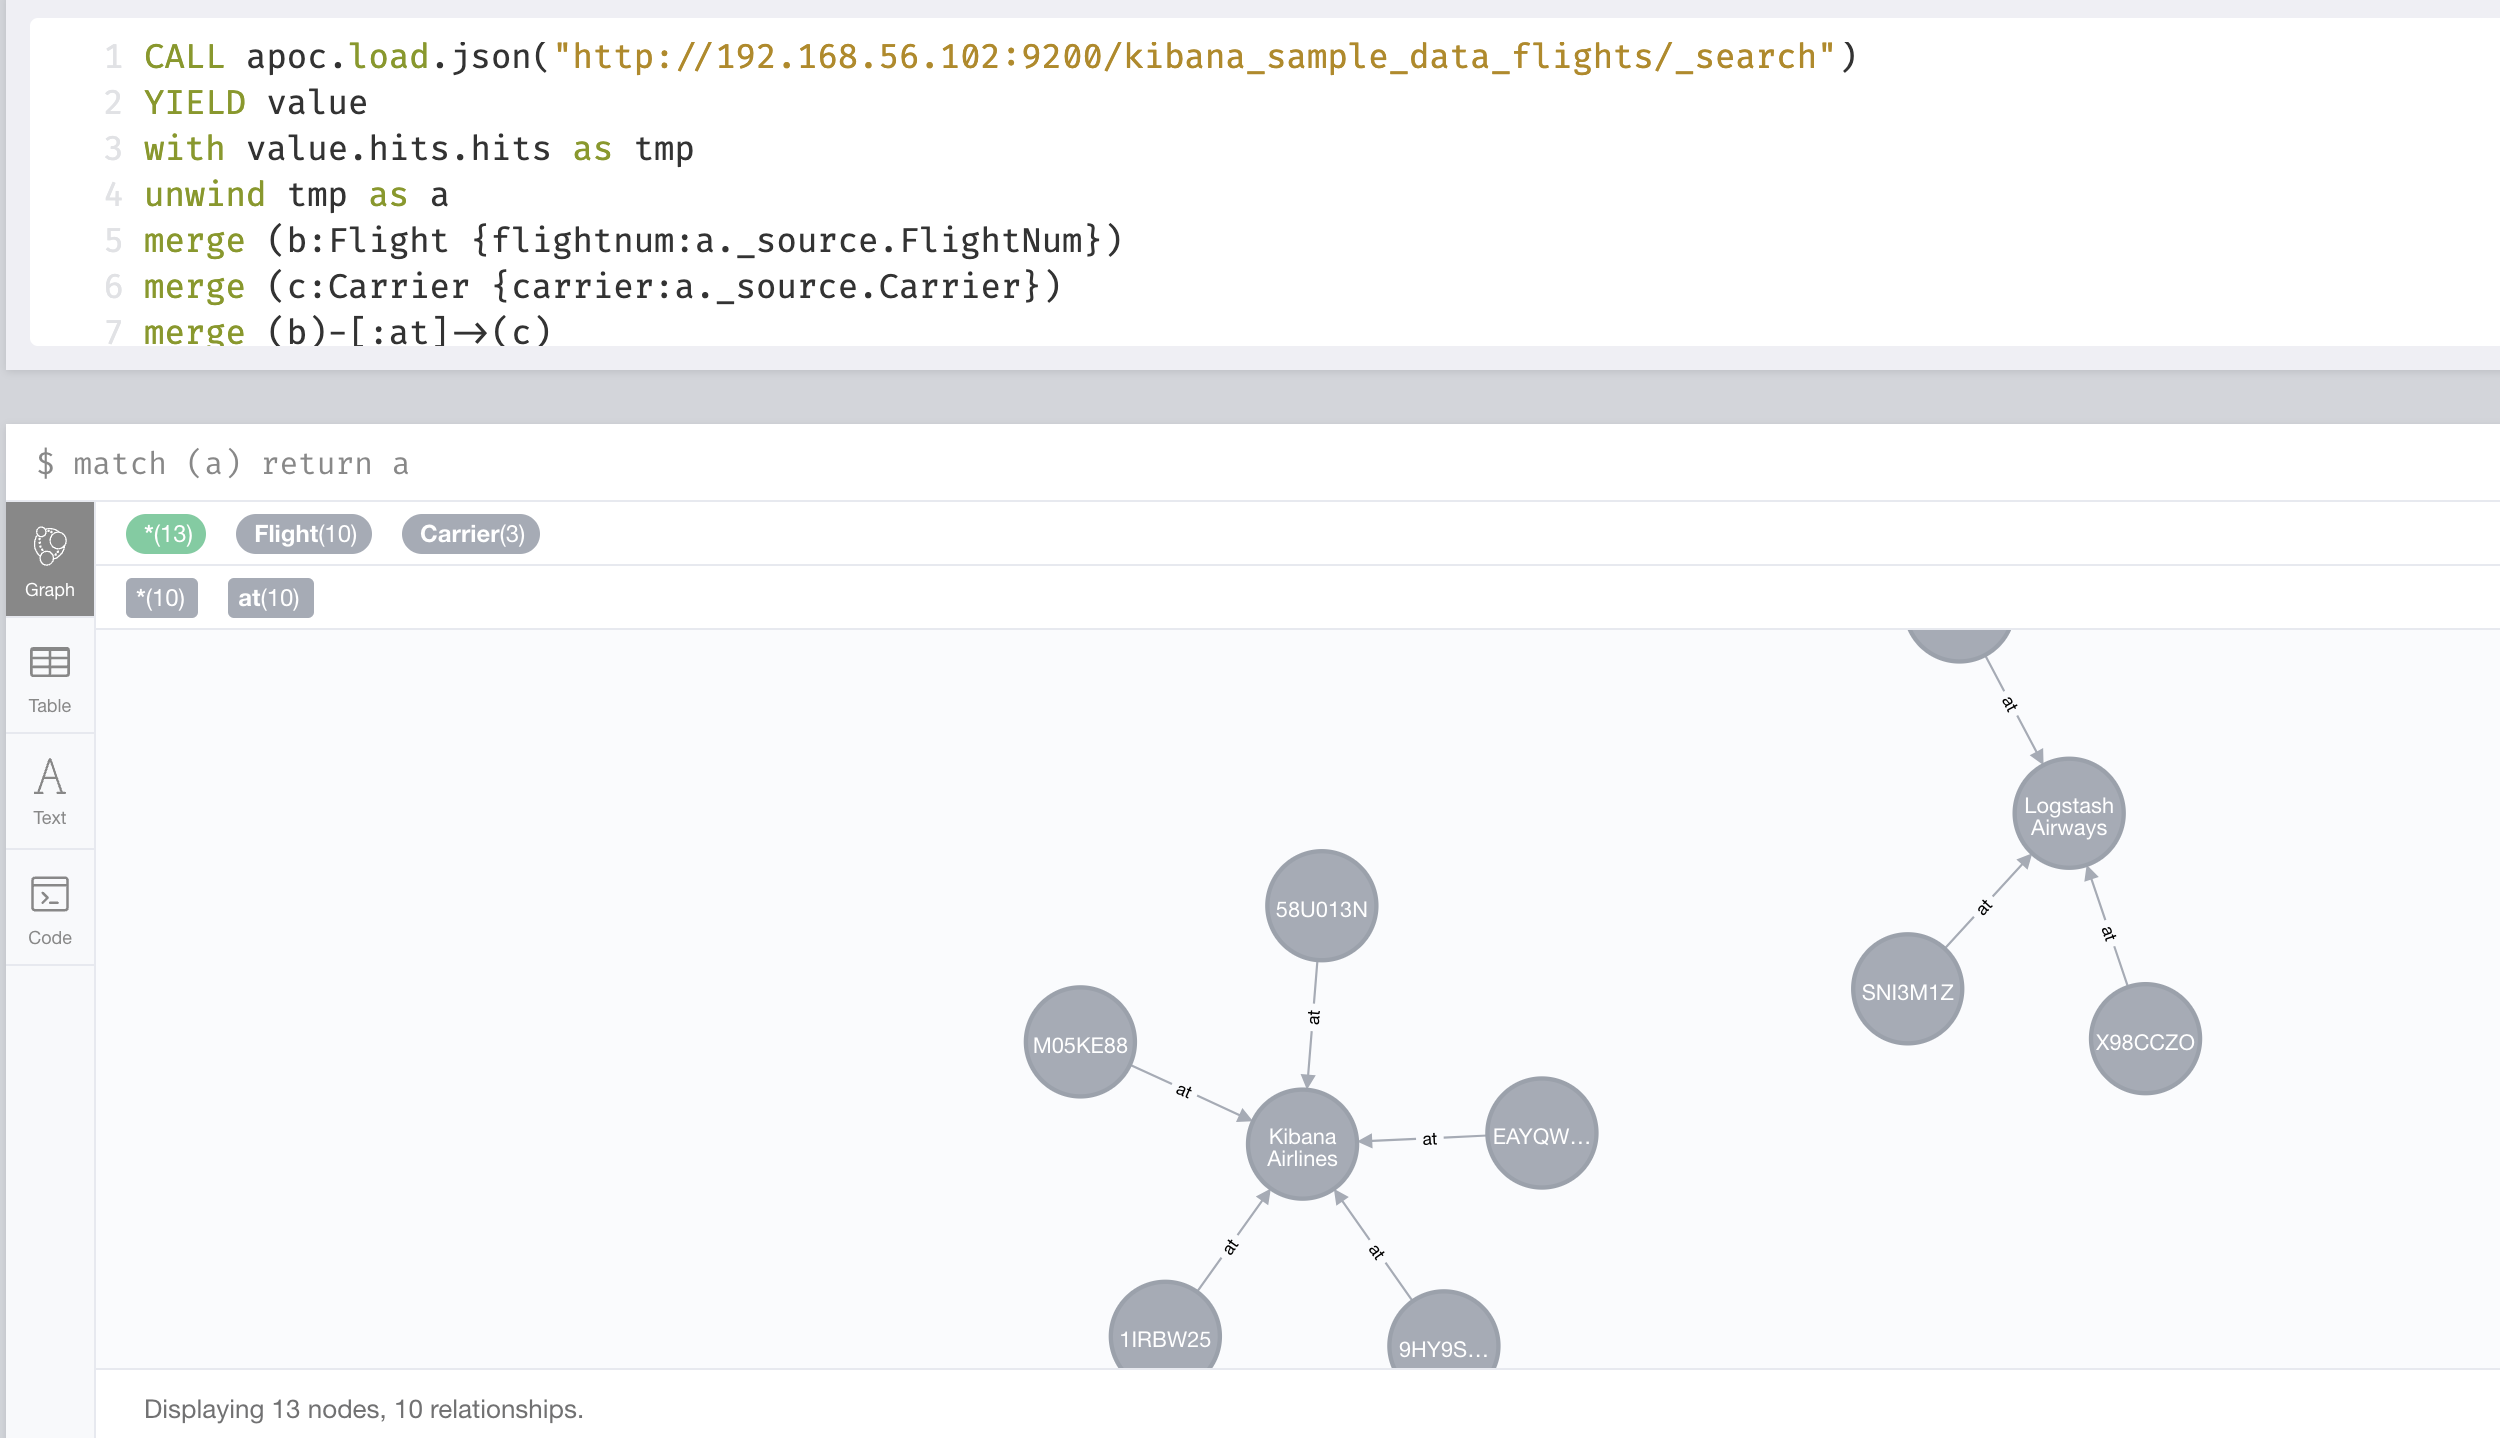 1 CALL apoc.load.json("http://192.168.56.102:9200/kibana_sample_data_flights/_search")
2 YIELD value
3 with value.hits.hits as tmp
4 unwind tmp as a
5 merge (b:Flight {flightnum:a._source.FlightNum})
6 merge (c:Carrier {carrier:a._source.Carrier})
7 merge (b)-[:at]->(c)
$ match (a) return a
*(13) Flight(10) Carrier(3)
*(10) at(10)
Graph
Table
Text
Code
at
Logstash
Airways
at
at
SNI3M1Z
X98CCZO
58U013N
at
M05KE88
at
Kibana
Airlines
at
EAYQW...
at
at
1IRBW25
9HY9S...
Displaying 13 nodes, 10 relationships.